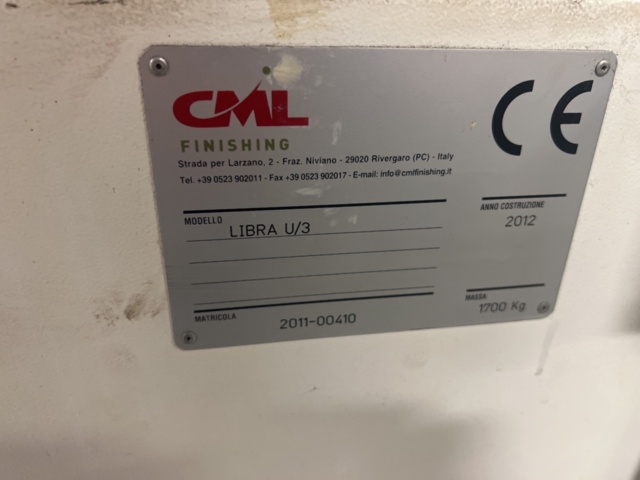 CML
FINISHING
CE
Strada per Larzano, 2 - Fraz. Niviano - 29020 Rivergaro (PC) - Italy
Tel. +39 0523 902011 - Fax +39 0523 902017 - E-mail: info@cmlfinishing.it
MODELLO
LIBRA U/3
ANNO COSTRUZIONE
2012
MATRICOLA
2011-00410
MASSA
1700 Kg